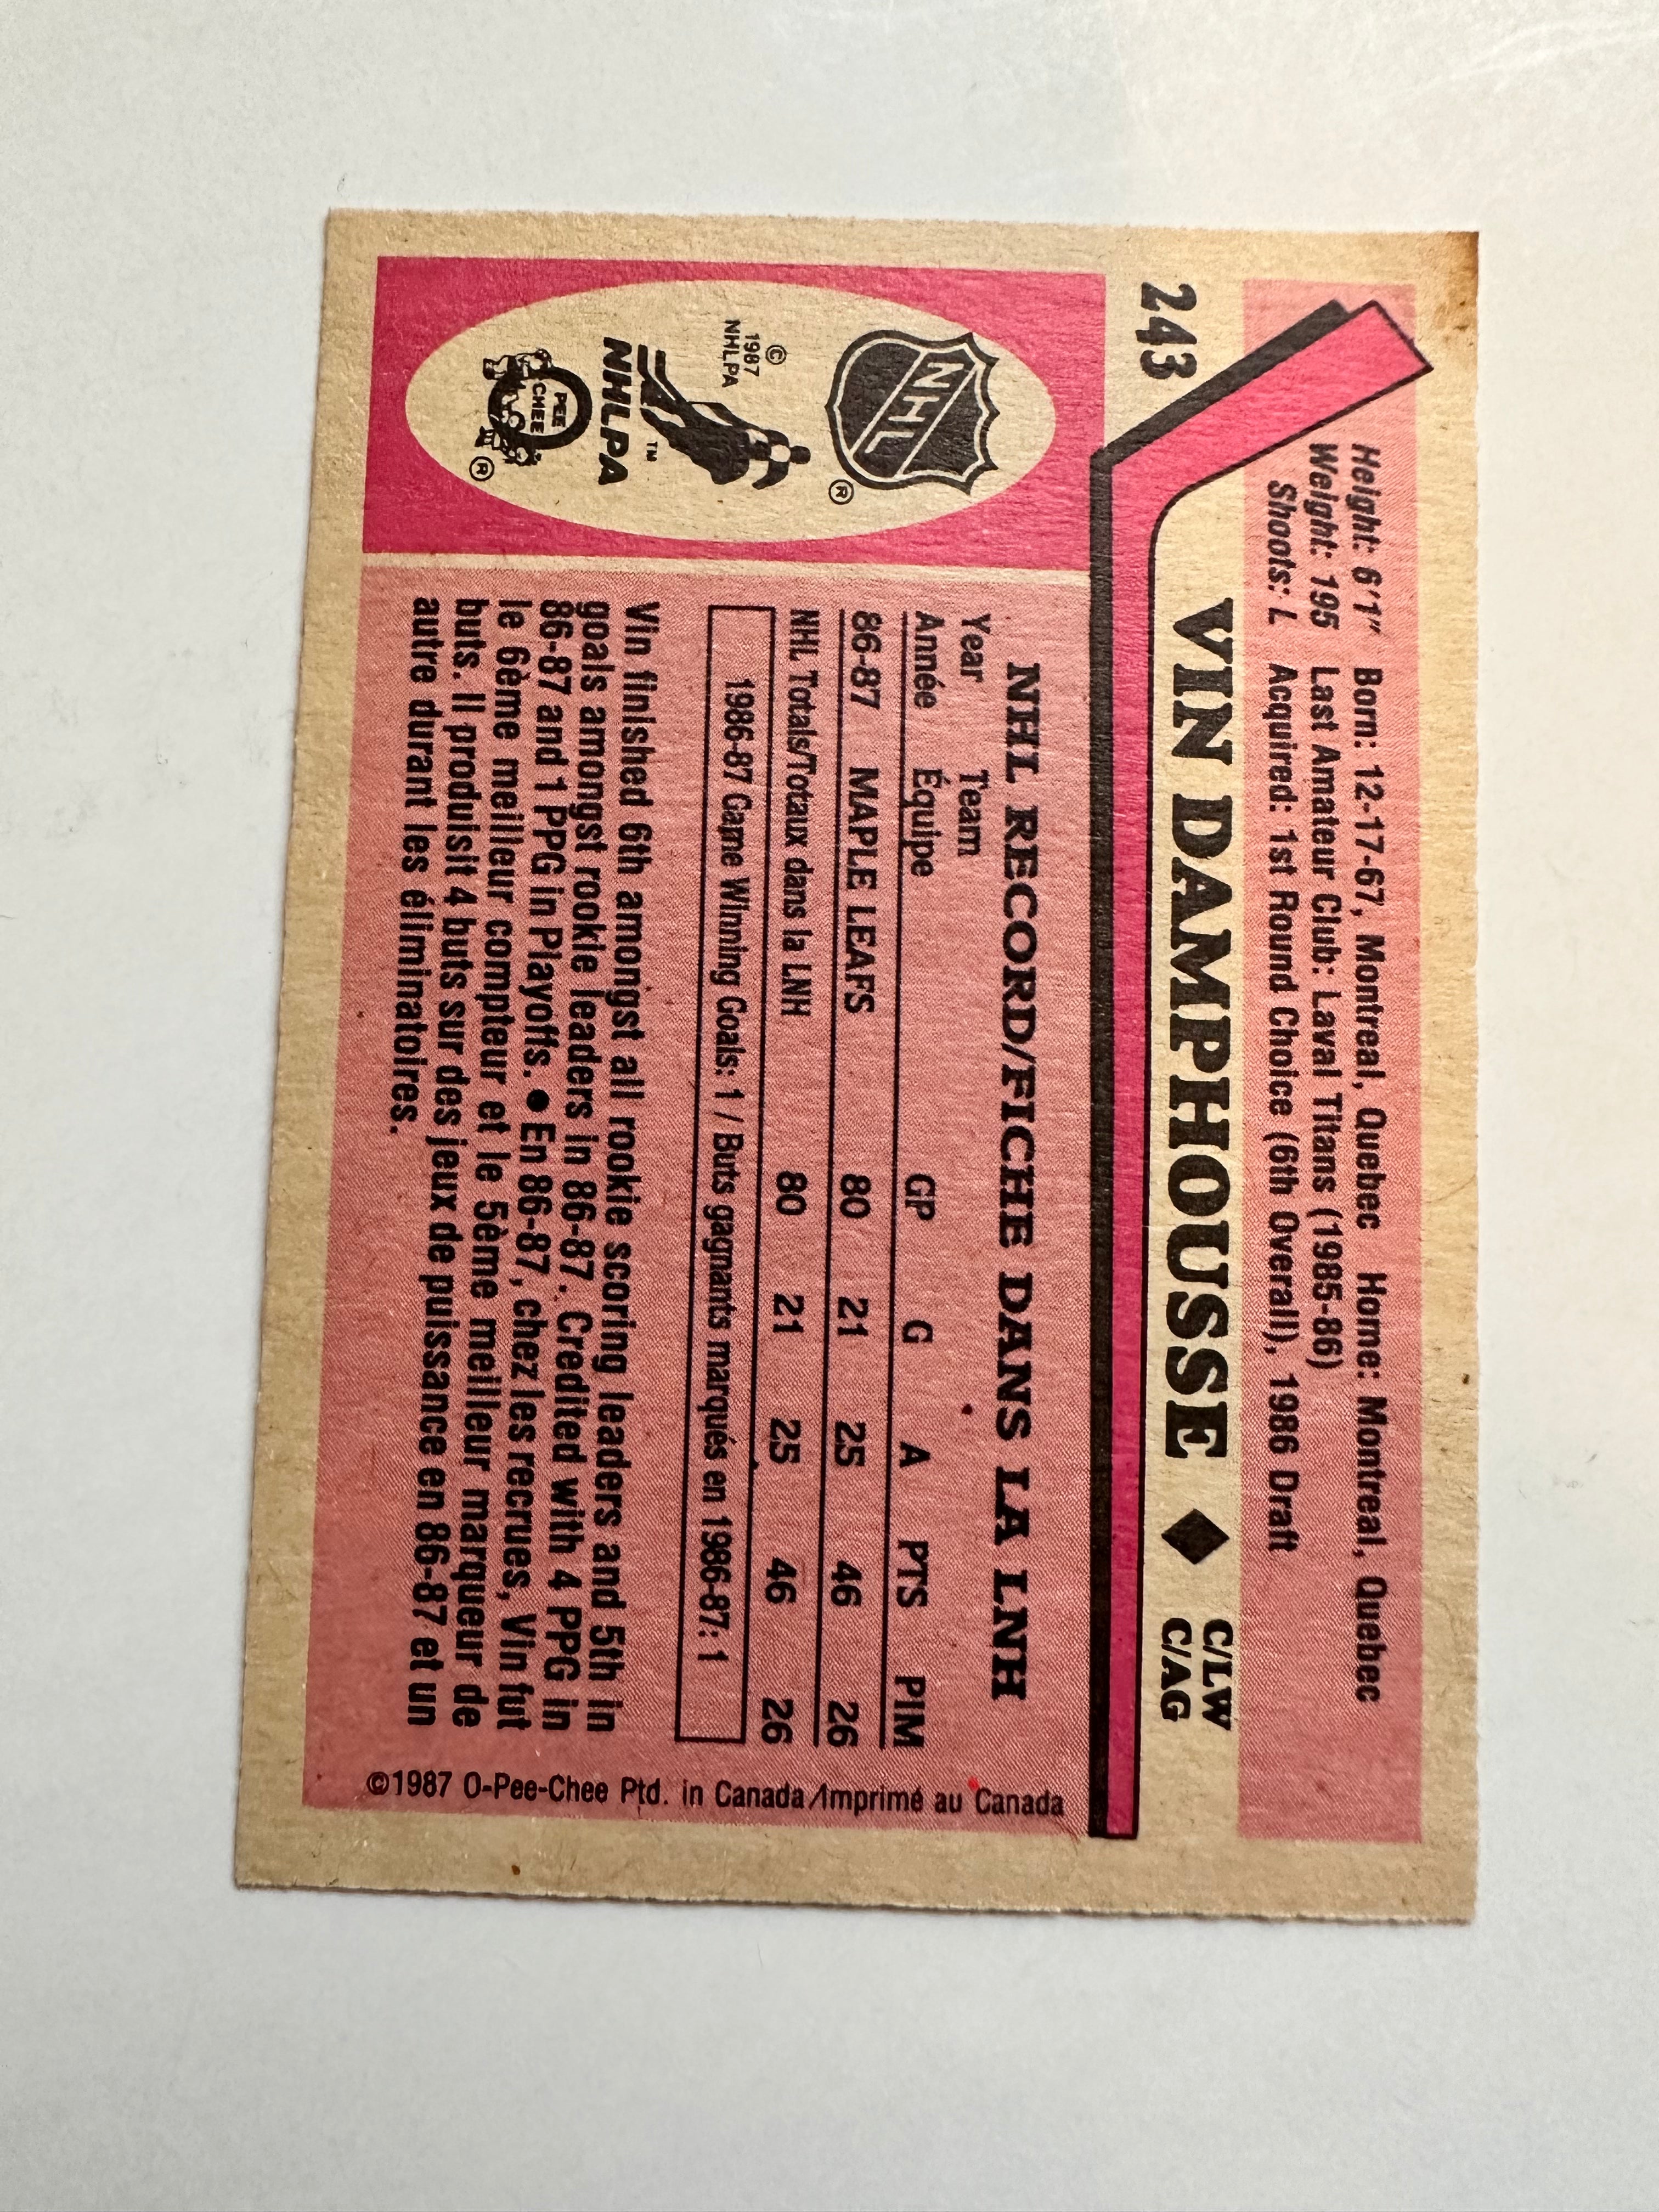 Height: 6'1" Born: 12-17-67, Montreal, Quebec Home: Montreal, Quebec
Weight: 195 Last Amateur Club: Laval Titans (1985-86)
Shoots: L Acquired: 1st Round Choice (6th Overall), 1986 Draft
243
VIN DAMPHOUSSE ◆ C/LW
C/AG
NHL
®
© 1987
NHLPA
™
NHLPA
O
PEE
CHEE
®
NHL RECORD/FICHE DANS LA LNH
Year Team
Année Équipe GP G A PTS PIM
86-87 MAPLE LEAFS 80 21 25 46 26
NHL Totals/Totaux dans la LNH 80 21 25 46 26
1986-87 Game Winning Goals: 1 / Buts gagnants marqués en 1986-87: 1
Vin finished 6th amongst all rookie scoring leaders and 5th in
goals amongst rookie leaders in 86-87. Credited with 4 PPG in
86-87 and 1 PPG in Playoffs. ● En 86-87, chez les recrues, Vin fut
le 6ème meilleur compteur et le 5ème meilleur marqueur de
buts. Il produisit 4 buts sur des jeux de puissance en 86-87 et un
autre durant les éliminatoires.
©1987 O-Pee-Chee Ptd. in Canada/Imprimé au Canada